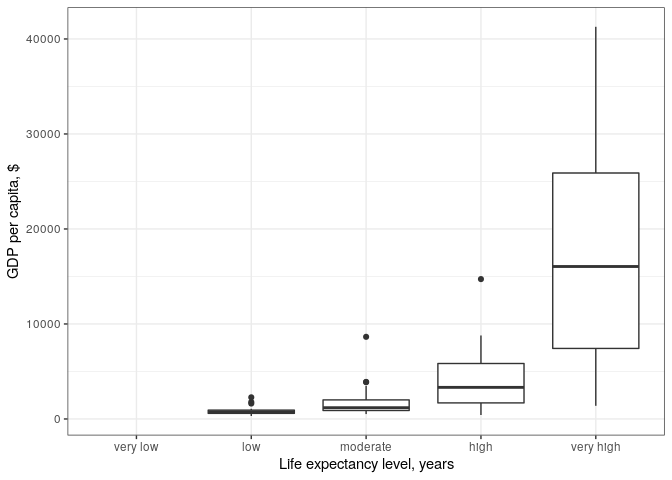 40000
30000
20000
10000
0
GDP per capita, $
very low low moderate high very high
Life expectancy level, years